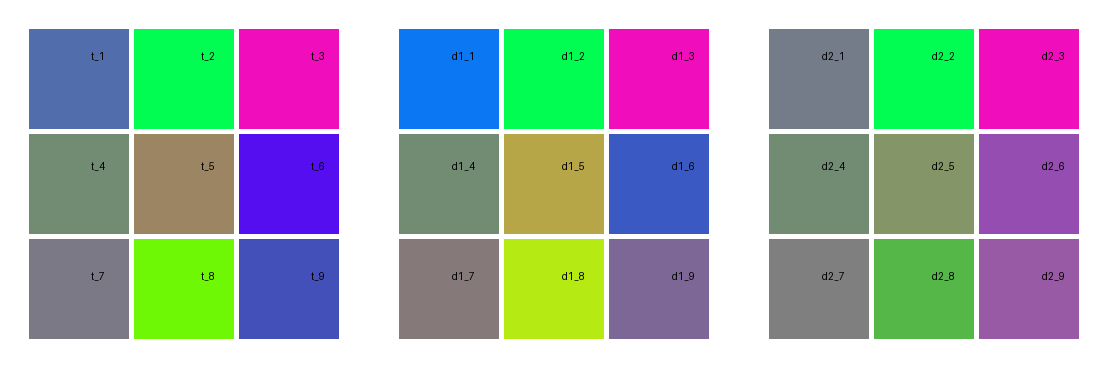 t_1 t_2 t_3 d1_1 d1_2 d1_3 d2_1 d2_2 d2_3
t_4 t_5 t_6 d1_4 d1_5 d1_6 d2_4 d2_5 d2_6
t_7 t_8 t_9 d1_7 d1_8 d1_9 d2_7 d2_8 d2_9